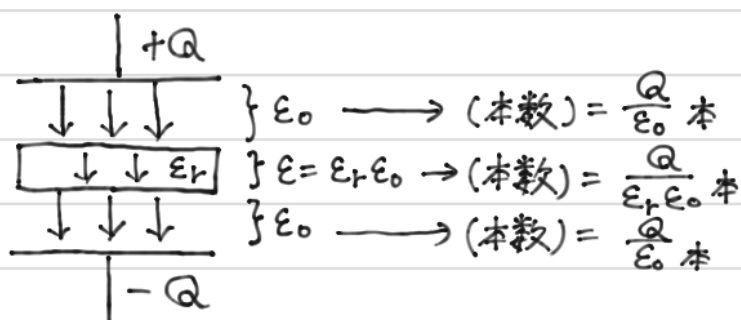 +Q
} ε₀ ⟶ (本数) = Q/ε₀ 本
εr } ε = εrε₀ → (本数) = Q/εrε₀ 本
} ε₀ ⟶ (本数) = Q/ε₀ 本
-Q